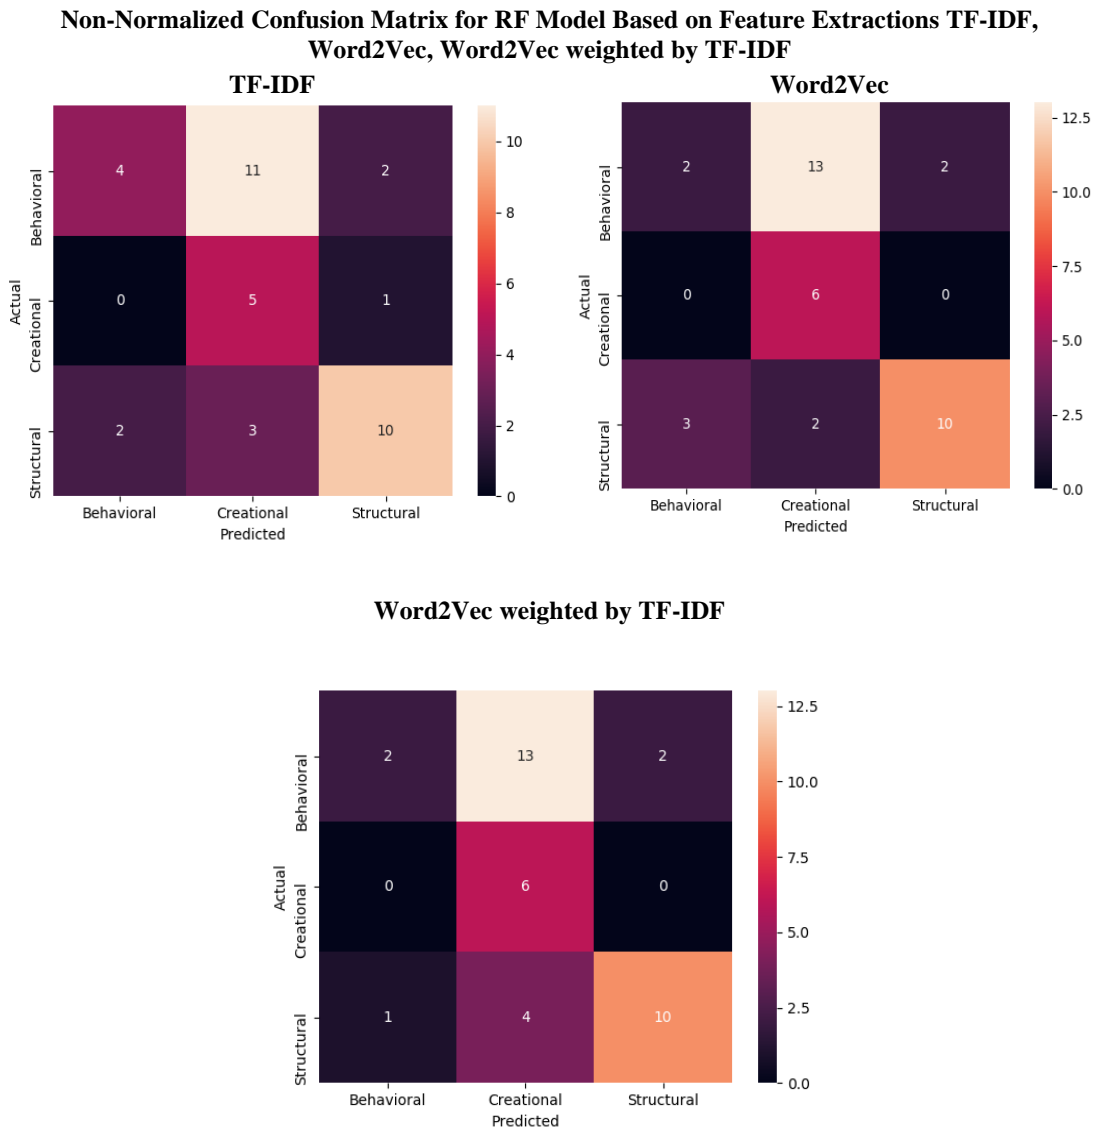 Non-Normalized Confusion Matrix for RF Model Based on Feature Extractions TF-IDF,
Word2Vec, Word2Vec weighted by TF-IDF
TF-IDF
Actual
Behavioral
4 11 2
Creational
0 5 1
Structural
2 3 10
Behavioral Creational Structural
Predicted
10
8
6
4
2
0
Word2Vec
Actual
Behavioral
2 13 2
Creational
0 6 0
Structural
3 2 10
Behavioral Creational Structural
Predicted
12.5
10.0
7.5
5.0
2.5
0.0
Word2Vec weighted by TF-IDF
Actual
Behavioral
2 13 2
Creational
0 6 0
Structural
1 4 10
Behavioral Creational Structural
Predicted
12.5
10.0
7.5
5.0
2.5
0.0